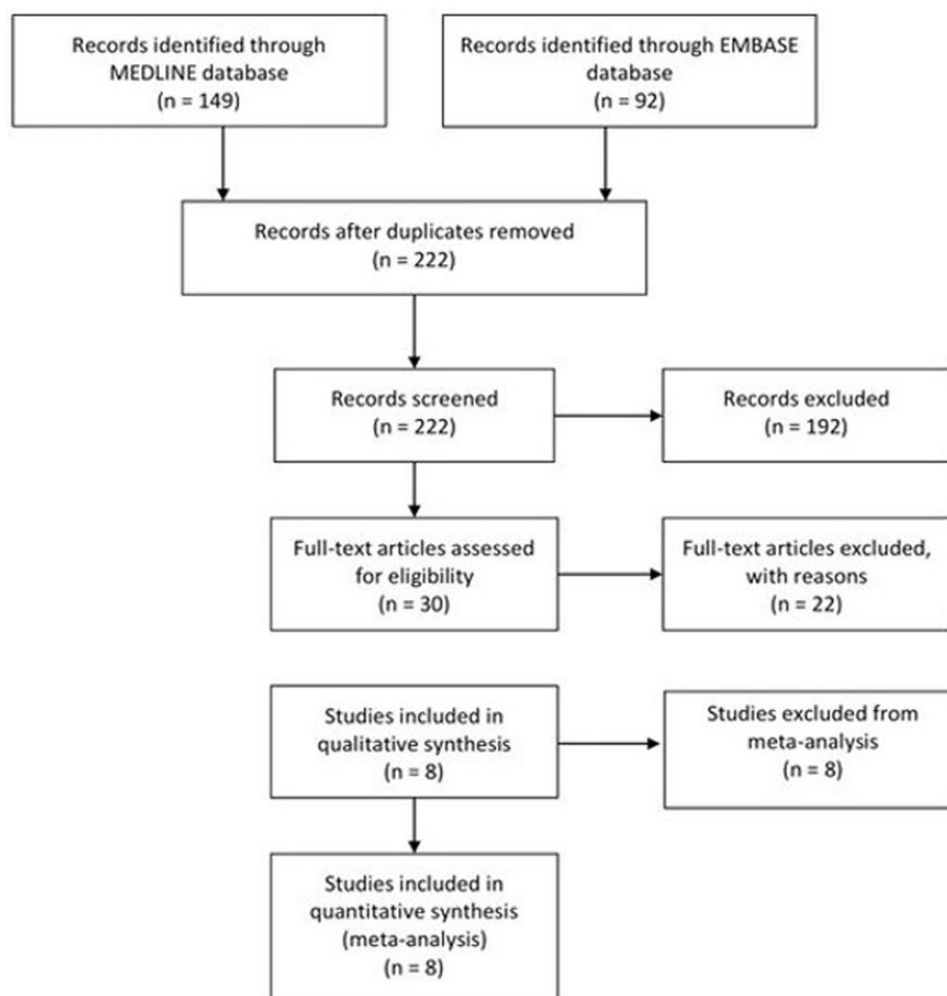 Records identified through
MEDLINE database
(n = 149)
Records identified through EMBASE
database
(n = 92)
Records after duplicates removed
(n = 222)
Records screened
(n = 222)
Records excluded
(n = 192)
Full-text articles assessed
for eligibility
(n = 30)
Full-text articles excluded,
with reasons
(n = 22)
Studies included in
qualitative synthesis
(n = 8)
Studies excluded from
meta-analysis
(n = 8)
Studies included in
quantitative synthesis
(meta-analysis)
(n = 8)